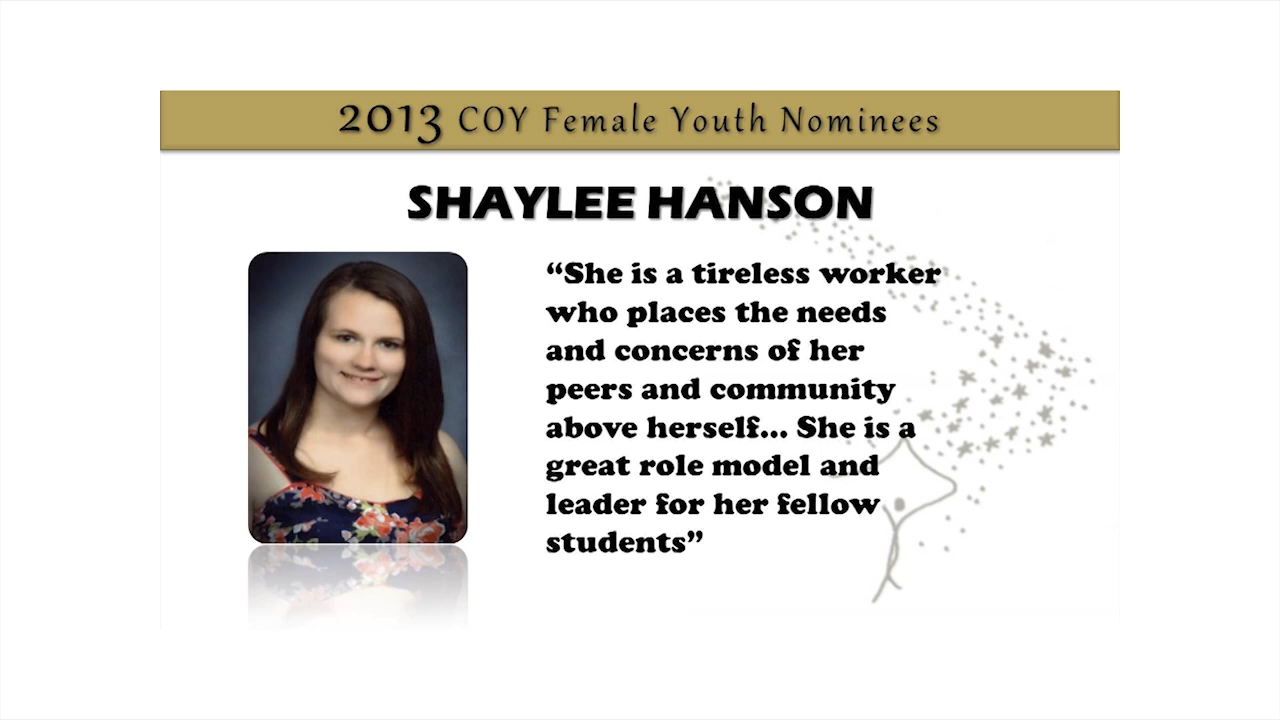 2013 COY Female Youth Nominees
SHAYLEE HANSON
“She is a tireless worker
who places the needs
and concerns of her
peers and community
above herself... She is a
great role model and
leader for her fellow
students”